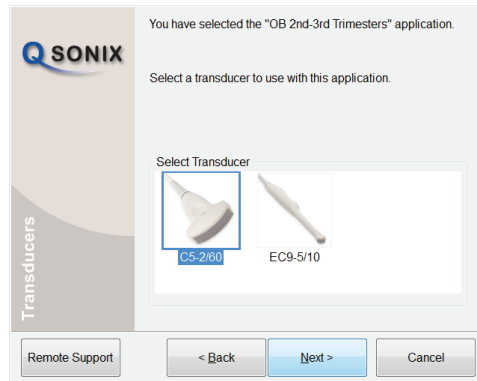 You have selected the "OB 2nd-3rd Trimesters" application.
Q SONIX
Select a transducer to use with this application.
Select Transducer
C5-2/60
EC9-5/10
Transducers
Remote Support
< Back
Next >
Cancel